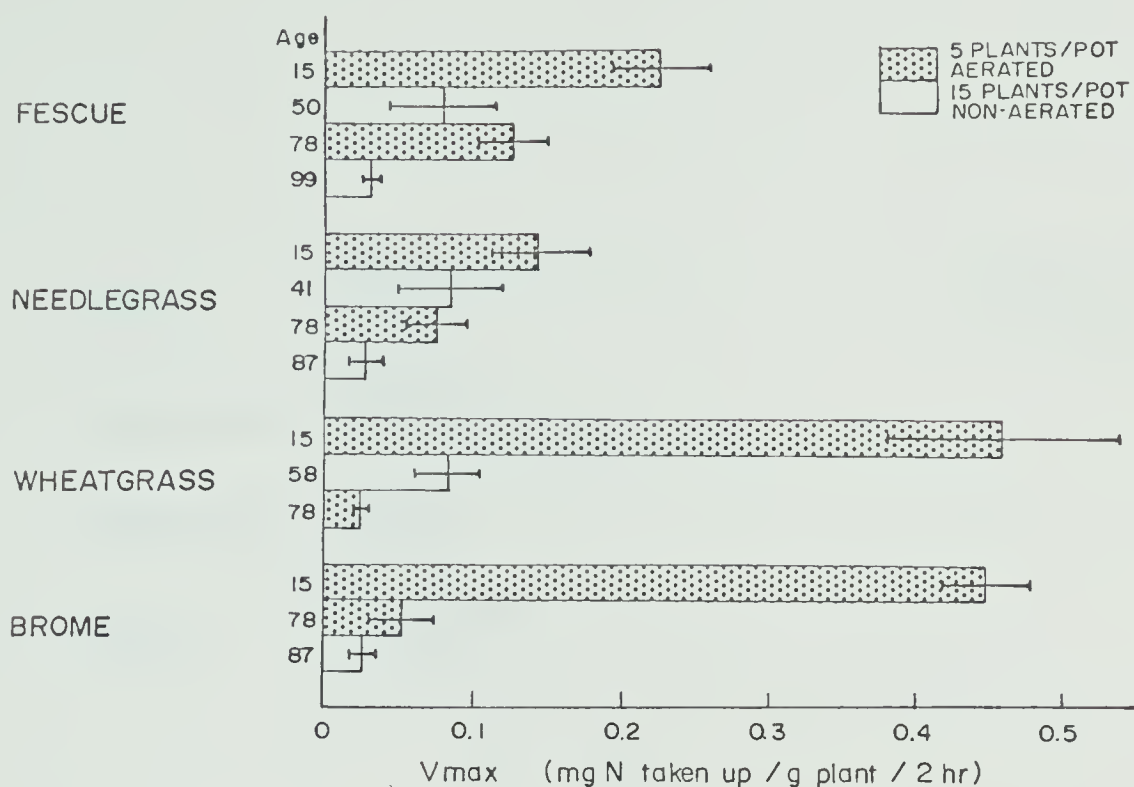 Age
5 PLANTS/POT
AERATED
15 PLANTS/POT
NON-AERATED
FESCUE
15
50
78
99
NEEDLEGRASS
15
41
78
87
WHEATGRASS
15
58
78
BROME
15
78
87
0 0.1 0.2 0.3 0.4 0.5
Vmax (mg N taken up / g plant / 2 hr)